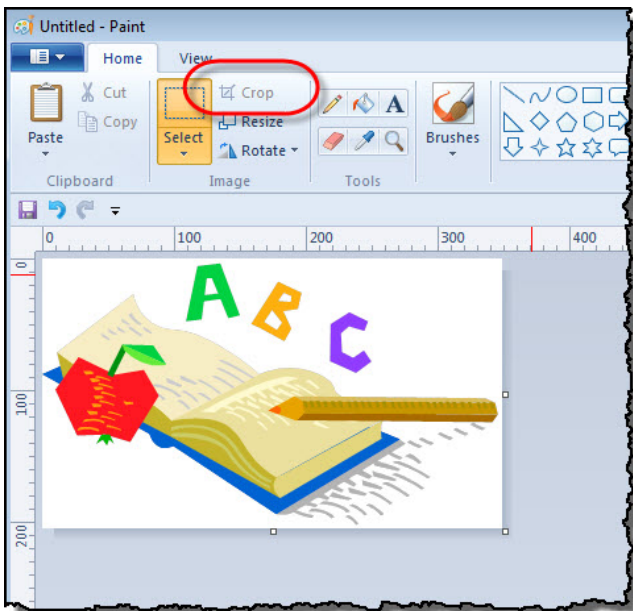 Untitled - Paint
Home View
Cut
Copy
Paste
Clipboard
Select
Crop
Resize
Rotate
Image
A
Tools
Brushes
0 100 200 300 400
0
100
200
A B C